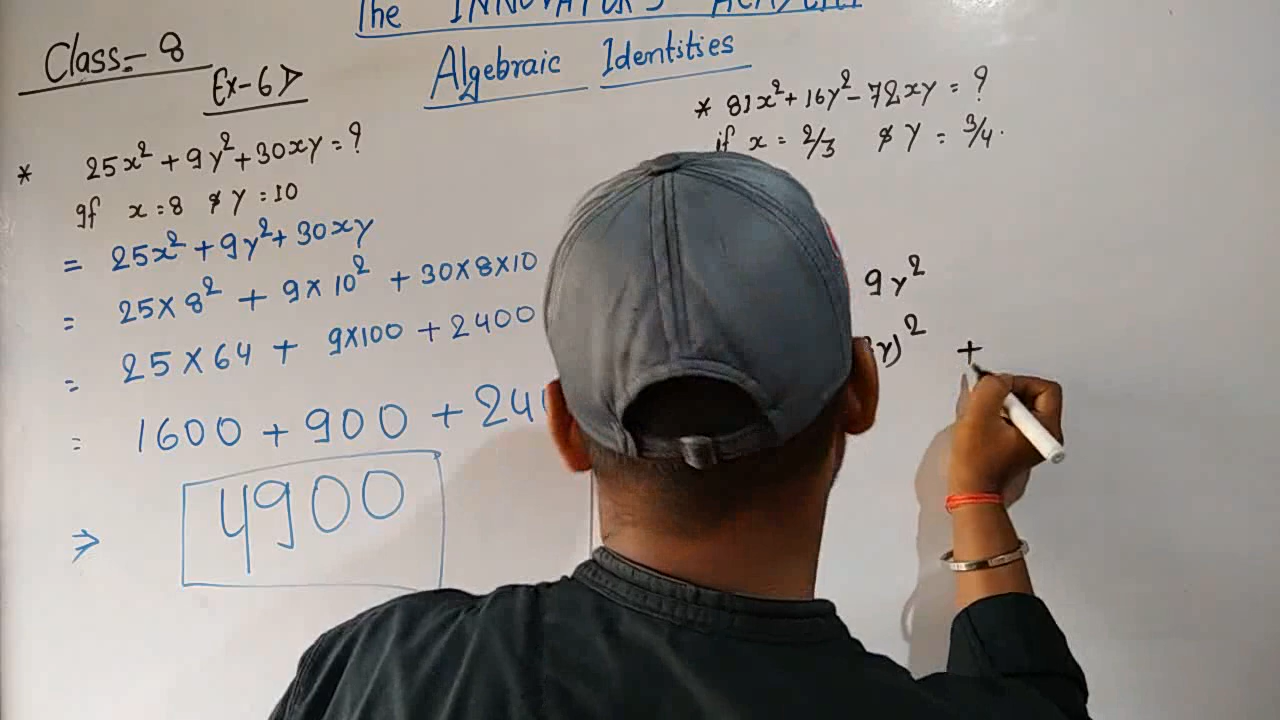 The INNOVATOR'S ACADEMY
Class:- 8
Algebraic Identities
Ex-6D
* 25x² + 9y² + 30xy = ?
If x = 8 & y = 10
= 25x² + 9y² + 30xy
= 25 × 8² + 9 × 10² + 30×8×10
= 25 × 64 + 9×100 + 2400
= 1600 + 900 + 240
⇒ 4900
* 81x² + 16y² - 72xy = ?
if x = 2/3 & y = 3/4.
9y²
y)² +